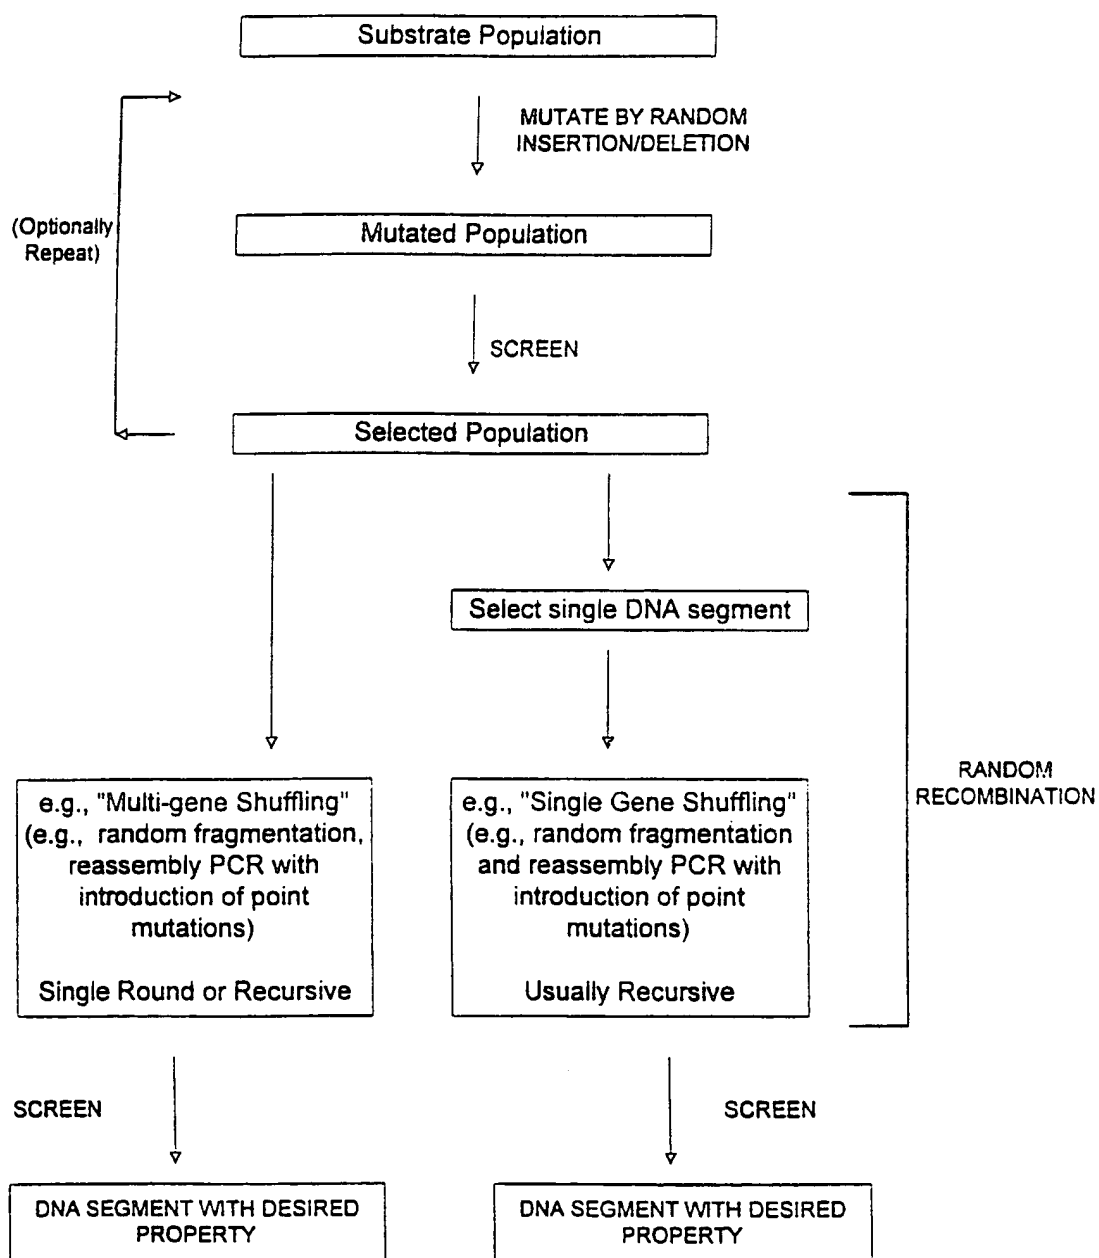 Substrate Population
MUTATE BY RANDOM
INSERTION/DELETION
(Optionally
Repeat)
Mutated Population
SCREEN
Selected Population
Select single DNA segment
e.g., "Multi-gene Shuffling"
(e.g., random fragmentation,
reassembly PCR with
introduction of point
mutations)
Single Round or Recursive
e.g., "Single Gene Shuffling"
(e.g., random fragmentation
and reassembly PCR with
introduction of point
mutations)
Usually Recursive
RANDOM
RECOMBINATION
SCREEN
SCREEN
DNA SEGMENT WITH DESIRED
PROPERTY
DNA SEGMENT WITH DESIRED
PROPERTY